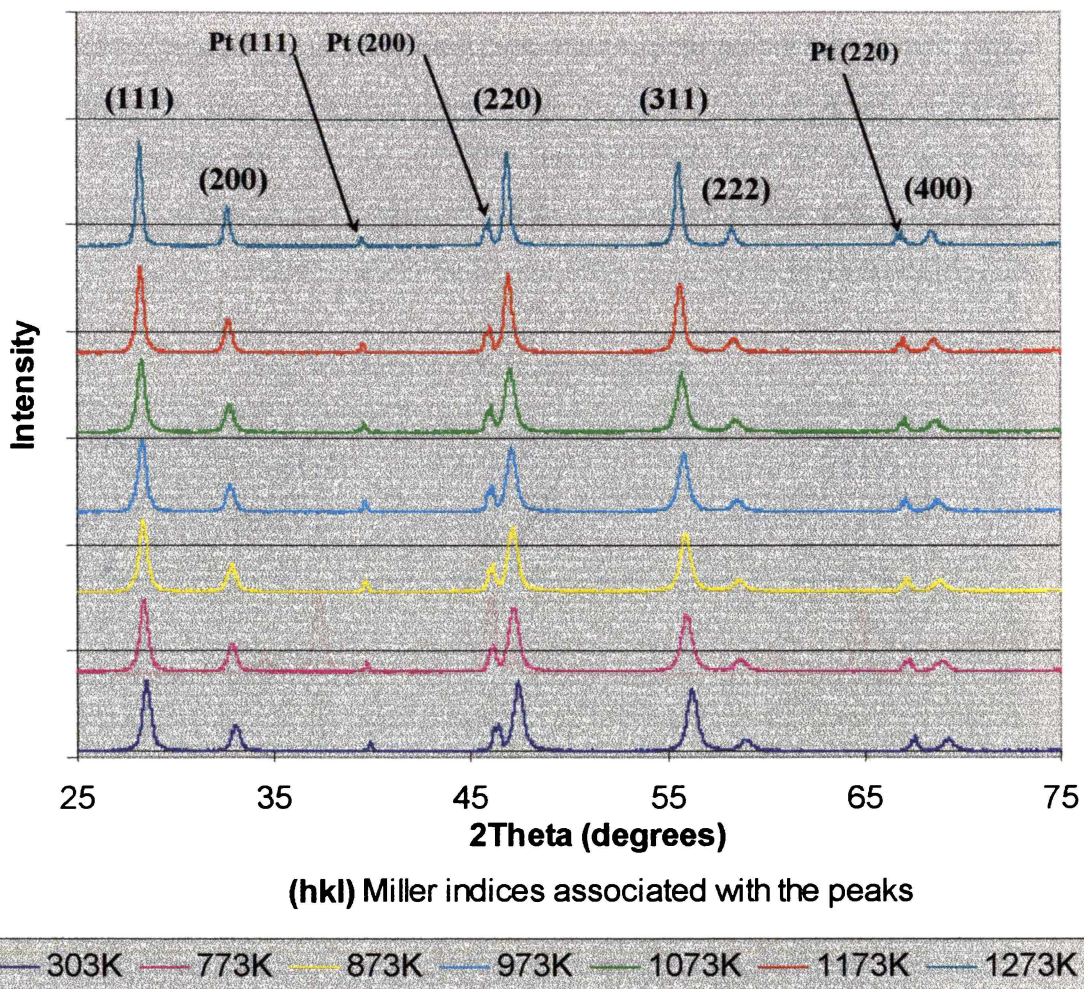 Pt (111) Pt (200) Pt (220)
(111) (220) (311)
(200) (222) (400)
Intensity
25 35 45 55 65 75
2Theta (degrees)
(hkl) Miller indices associated with the peaks
303K 773K 873K 973K 1073K 1173K 1273K